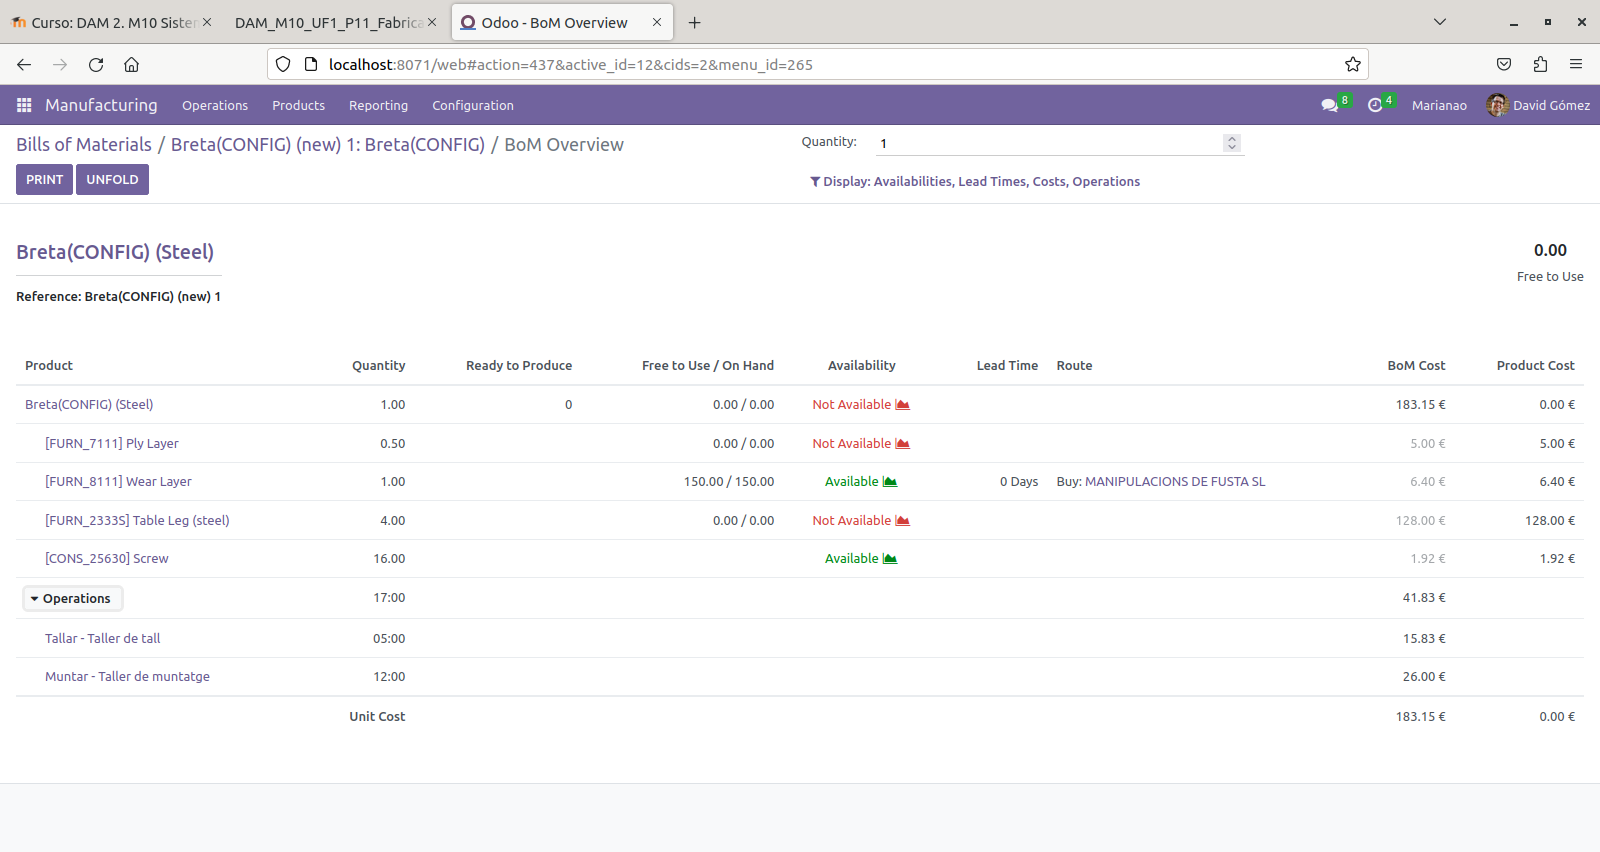 Curso: DAM 2. M10 Sister
DAM_M10_UF1_P11_Fabrica
Odoo - BoM Overview
localhost:8071/web#action=437&active_id=12&cids=2&menu_id=265
Manufacturing Operations Products Reporting Configuration 8 4 Marianao David Gómez
Bills of Materials / Breta(CONFIG) (new) 1: Breta(CONFIG) / BoM Overview
Quantity: 1
PRINT UNFOLD
Display: Availabilities, Lead Times, Costs, Operations
Breta(CONFIG) (Steel)
0.00
Free to Use
Reference: Breta(CONFIG) (new) 1
Product Quantity Ready to Produce Free to Use / On Hand Availability Lead Time Route BoM Cost Product Cost
Breta(CONFIG) (Steel) 1.00 0 0.00 / 0.00 Not Available 183.15 € 0.00 €
[FURN_7111] Ply Layer 0.50 0.00 / 0.00 Not Available 5.00 € 5.00 €
[FURN_8111] Wear Layer 1.00 150.00 / 150.00 Available 0 Days Buy: MANIPULACIONS DE FUSTA SL 6.40 € 6.40 €
[FURN_2333S] Table Leg (steel) 4.00 0.00 / 0.00 Not Available 128.00 € 128.00 €
[CONS_25630] Screw 16.00 Available 1.92 € 1.92 €
Operations 17:00 41.83 €
Tallar - Taller de tall 05:00 15.83 €
Muntar - Taller de muntatge 12:00 26.00 €
Unit Cost 183.15 € 0.00 €